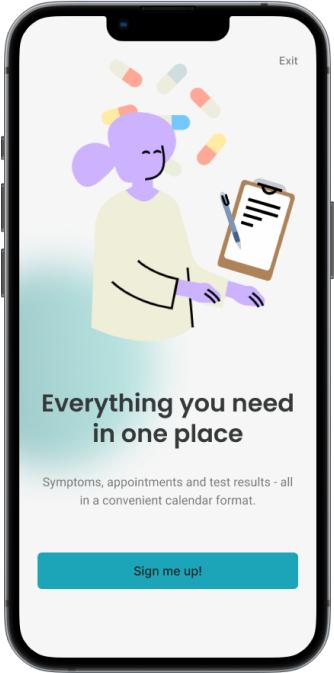 Exit
Everything you need
in one place
Symptoms, appointments and test results - all
in a convenient calendar format.
Sign me up!